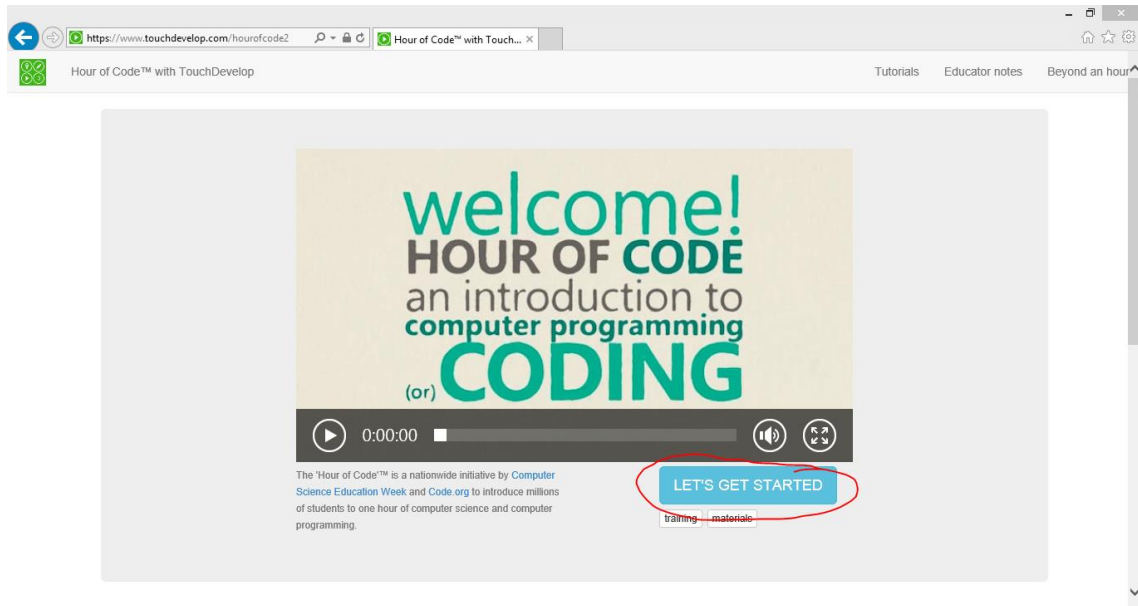 https://www.touchdevelop.com/hourofcode2
Hour of Code™ with Touch...
Hour of Code™ with TouchDevelop
Tutorials
Educator notes
Beyond an hour
welcome!
HOUR OF CODE
an introduction to
computer programming
(or) CODING
0:00:00
The 'Hour of Code'™ is a nationwide initiative by Computer
Science Education Week and Code.org to introduce millions
of students to one hour of computer science and computer
programming.
LET'S GET STARTED
training materials